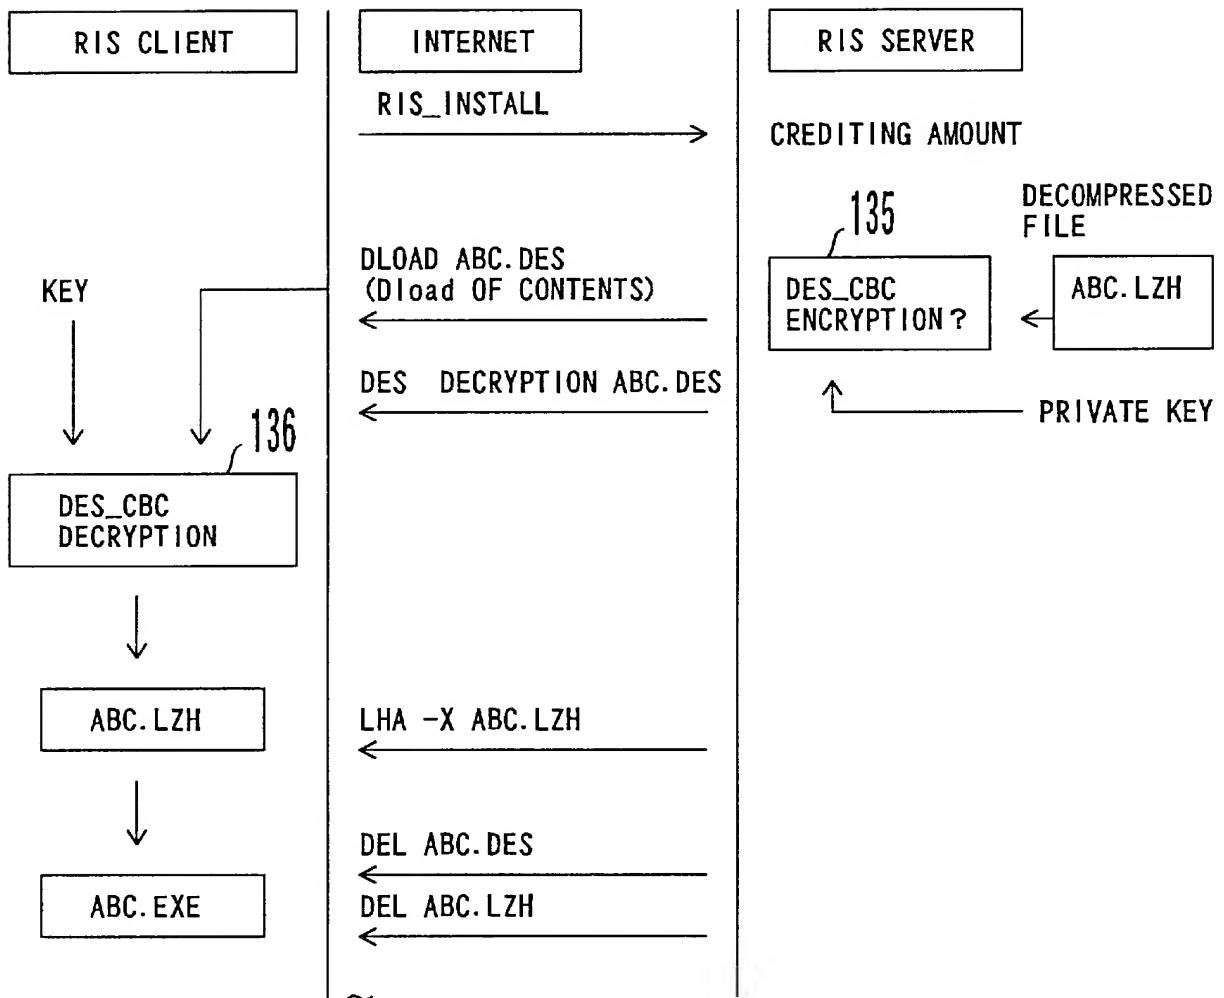 RIS CLIENT
INTERNET
RIS SERVER
RIS_INSTALL
CREDITING AMOUNT
135
DECOMPRESSED
FILE
DLOAD ABC.DES
(Dload OF CONTENTS)
KEY
DES_CBC
ENCRYPTION?
ABC.LZH
DES DECRYPTION ABC.DES
PRIVATE KEY
136
DES_CBC
DECRYPTION
ABC.LZH
LHA -X ABC.LZH
DEL ABC.DES
ABC.EXE
DEL ABC.LZH